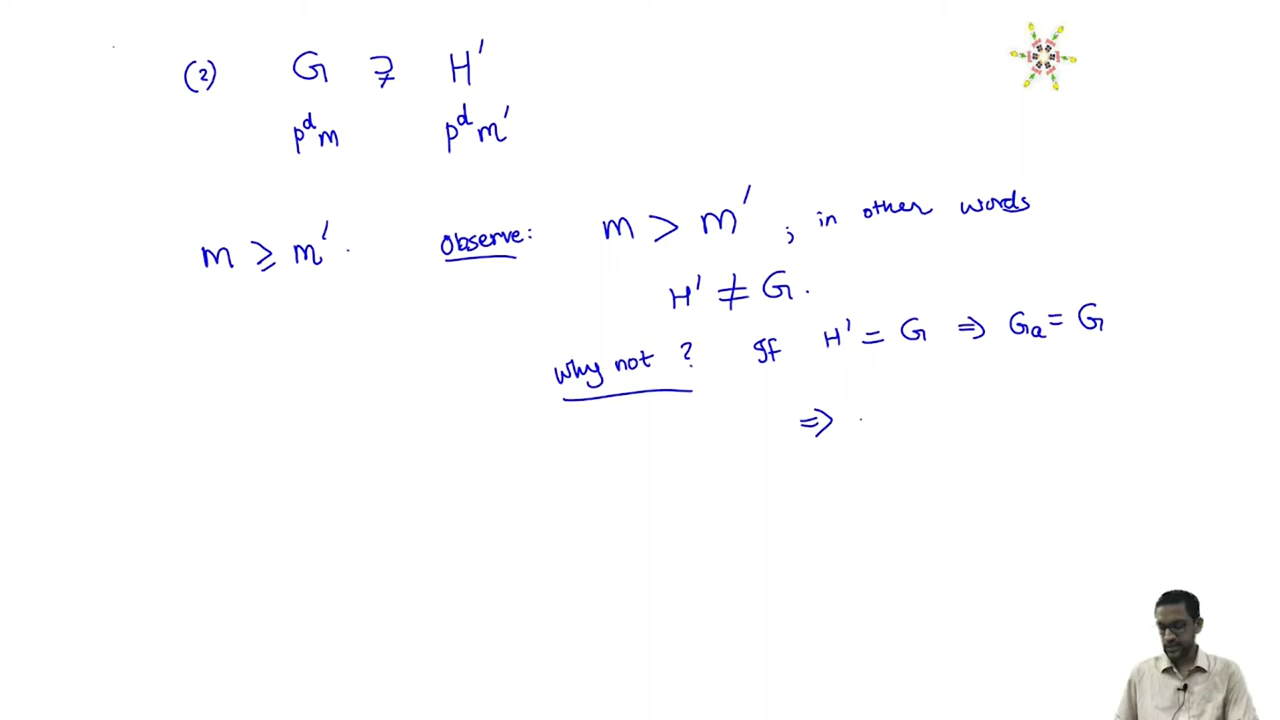 (2) G ⊋ H'
p^d m p^d m'
m ≥ m'. Observe: m > m' ; in other words
H' ≠ G.
Why not ? If H' = G ⇒ G_a = G
⇒